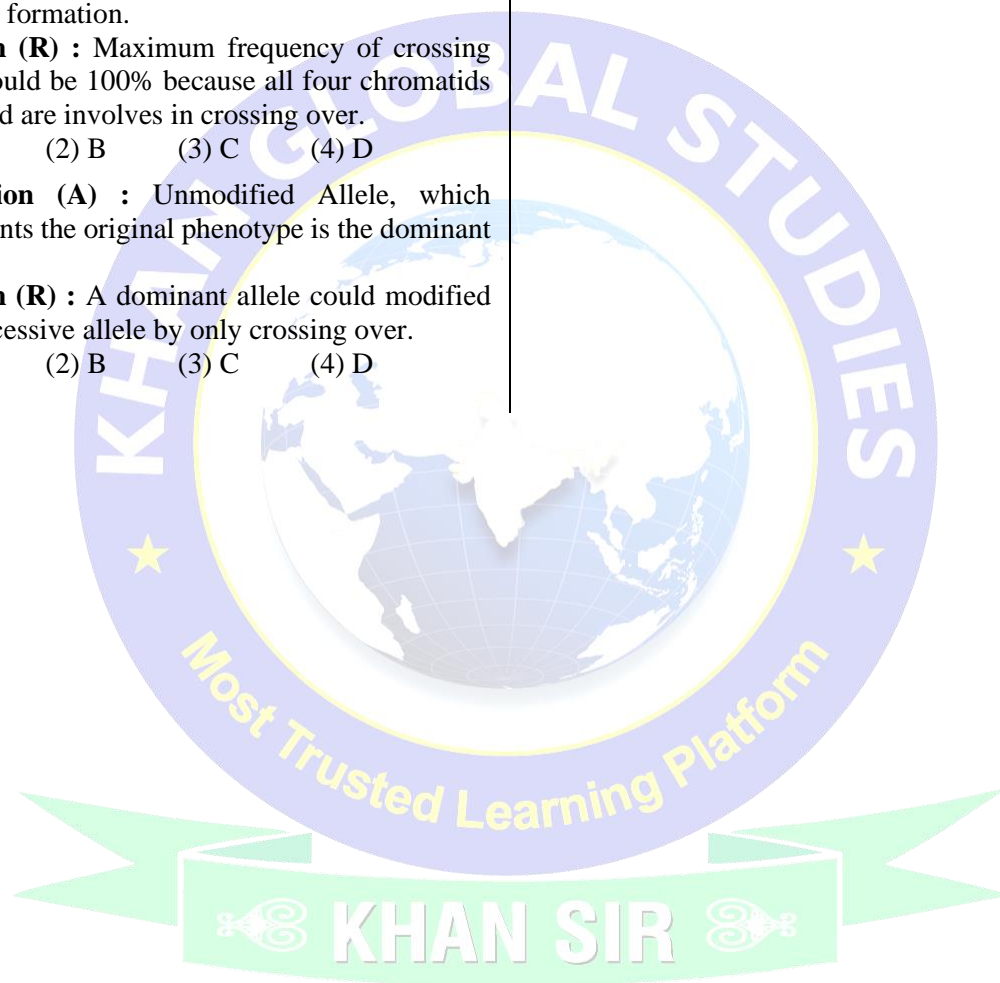 formation.
n (R) : Maximum frequency of crossing
ould be 100% because all four chromatids
d are involves in crossing over.
(2) B (3) C (4) D
ion (A) : Unmodified Allele, which
nts the original phenotype is the dominant
n (R) : A dominant allele could modified
cessive allele by only crossing over.
(2) B (3) C (4) D
KHAN GLOBAL STUDIES
Most Trusted Learning Platform
KHAN SIR